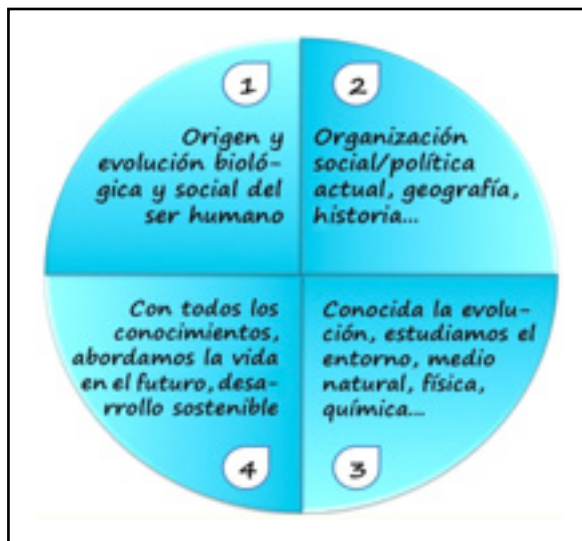 1
Origen y
evolución bioló-
gica y social del
ser humano
2
Organización
social/política
actual, geografía,
historia...
Con todos los
conocimientos,
abordamos la vida
en el futuro, desa-
rrollo sostenible
4
Conocida la evolu-
ción, estudiamos el
entorno, medio
natural, física,
química...
3